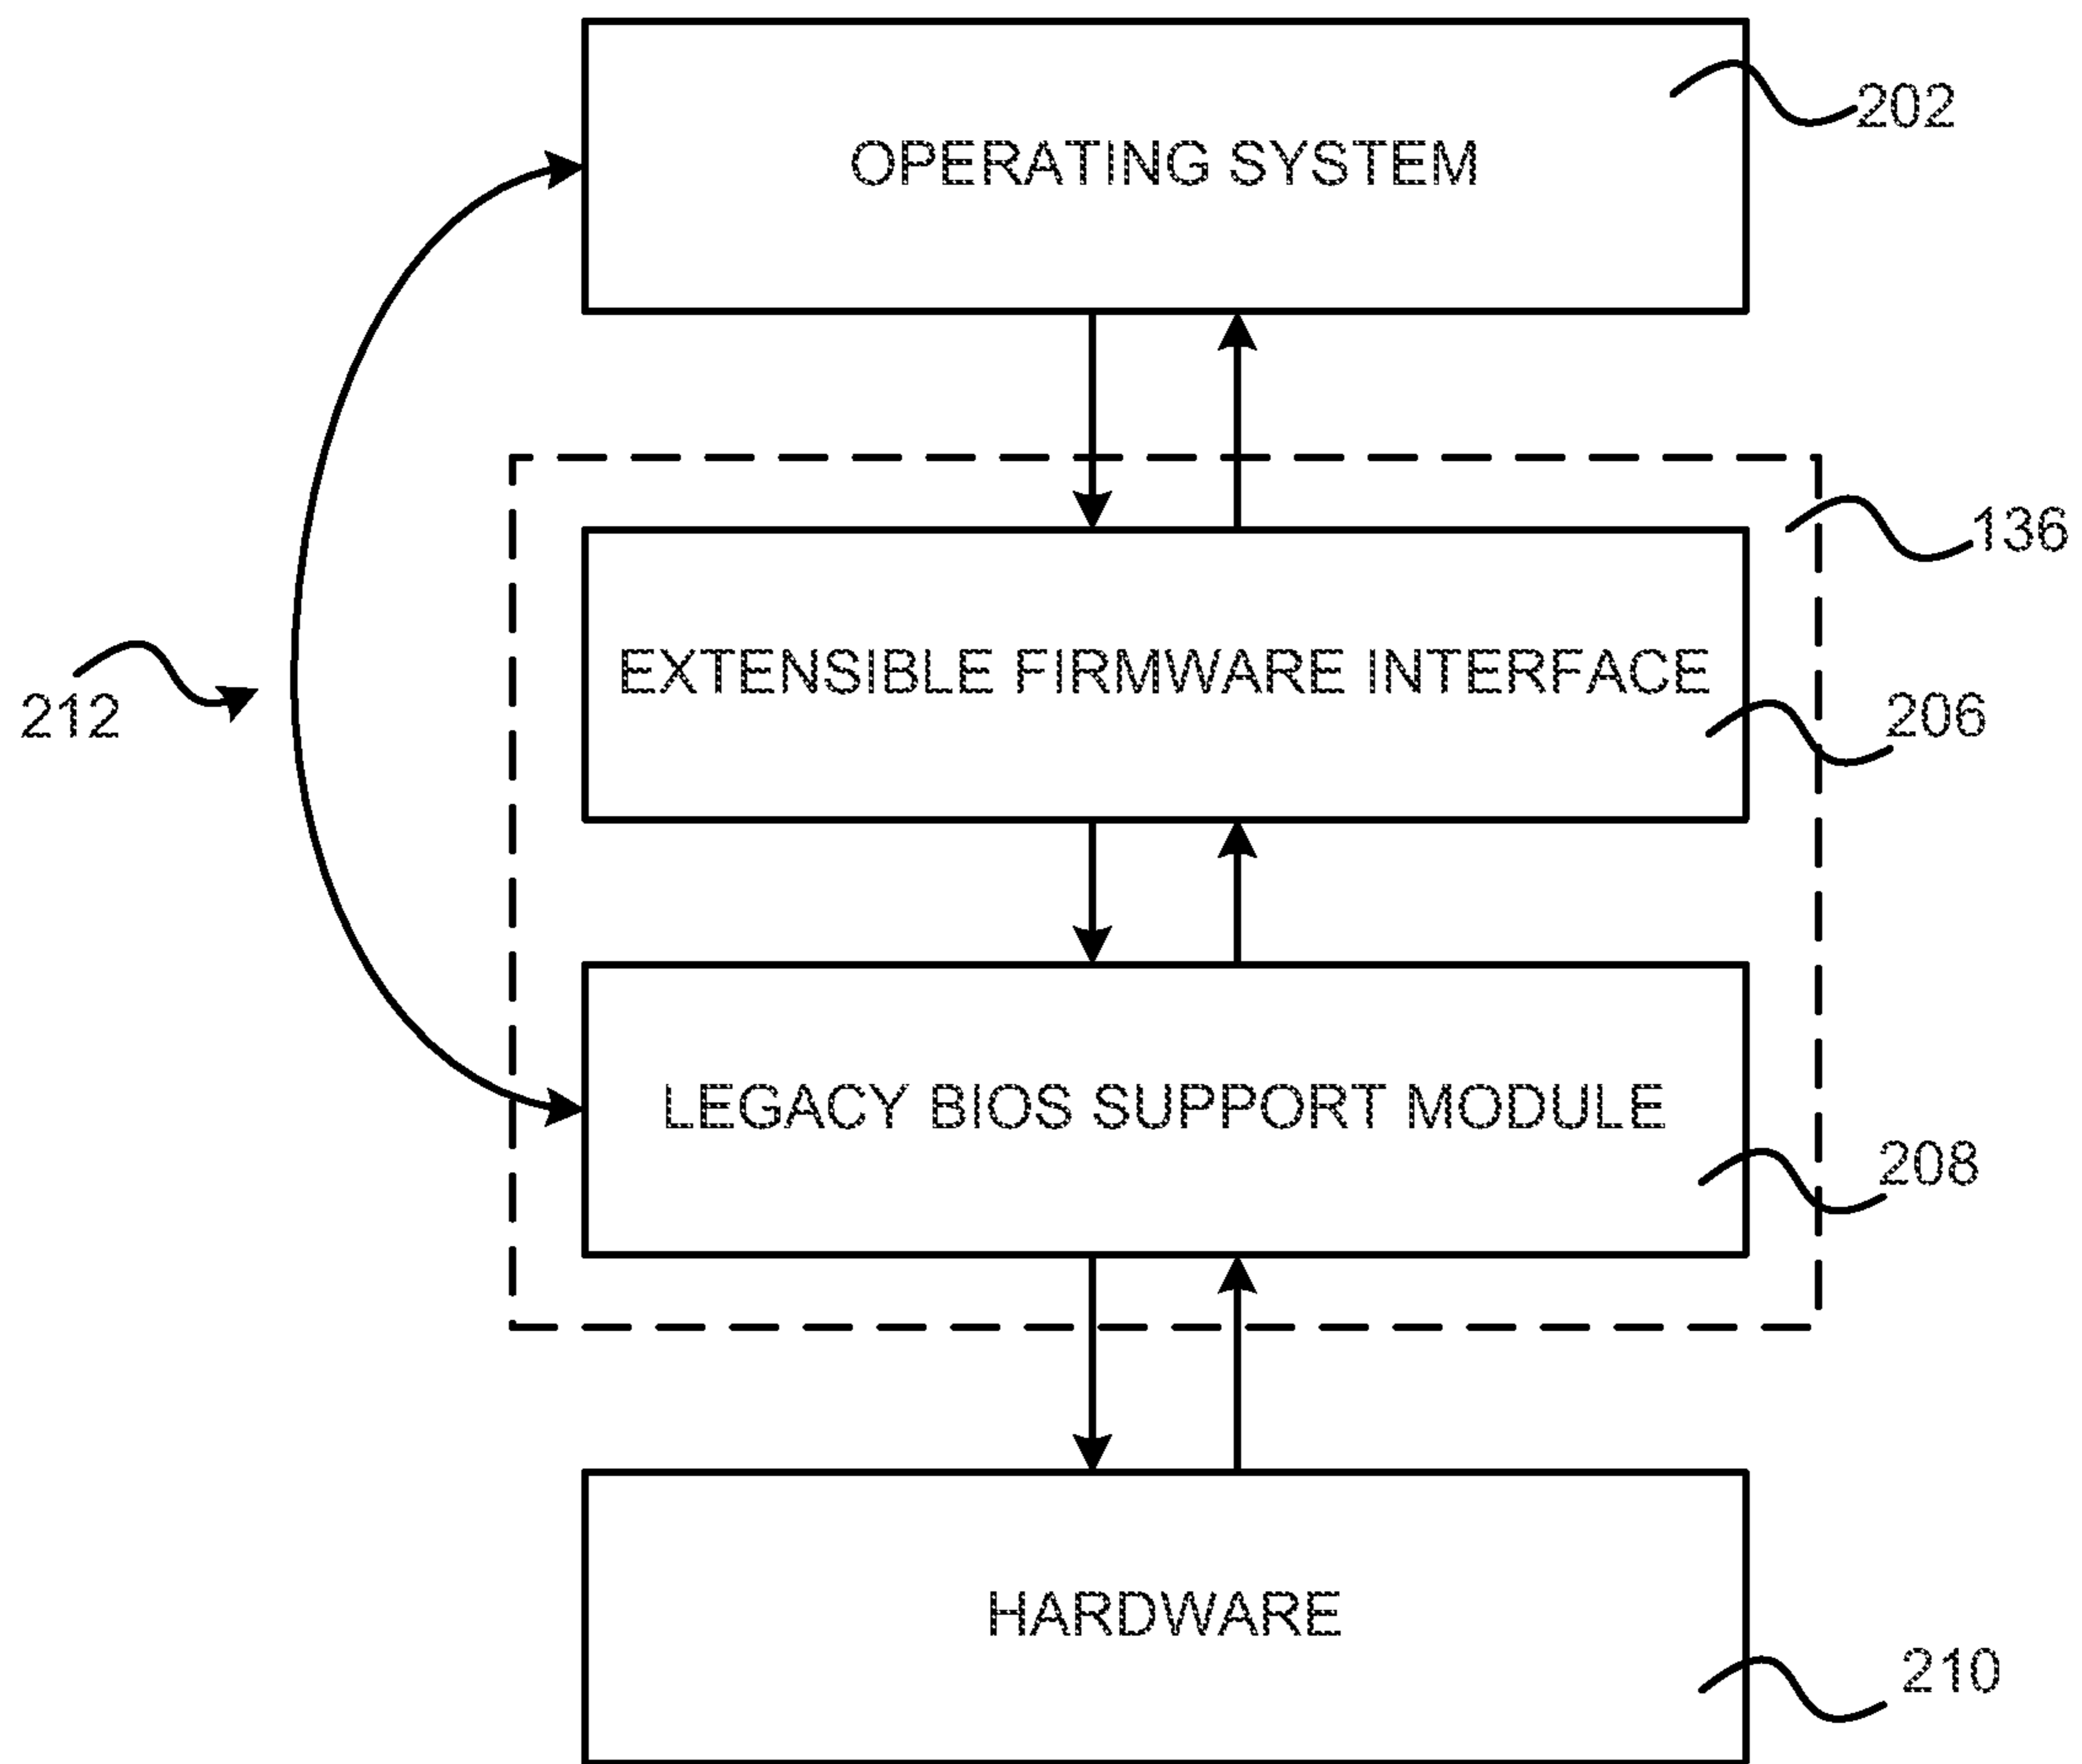 OPERATING SYSTEM
202
136
EXTENSIBLE FIRMWARE INTERFACE
206
212
LEGACY BIOS SUPPORT MODULE
208
HARDWARE
210